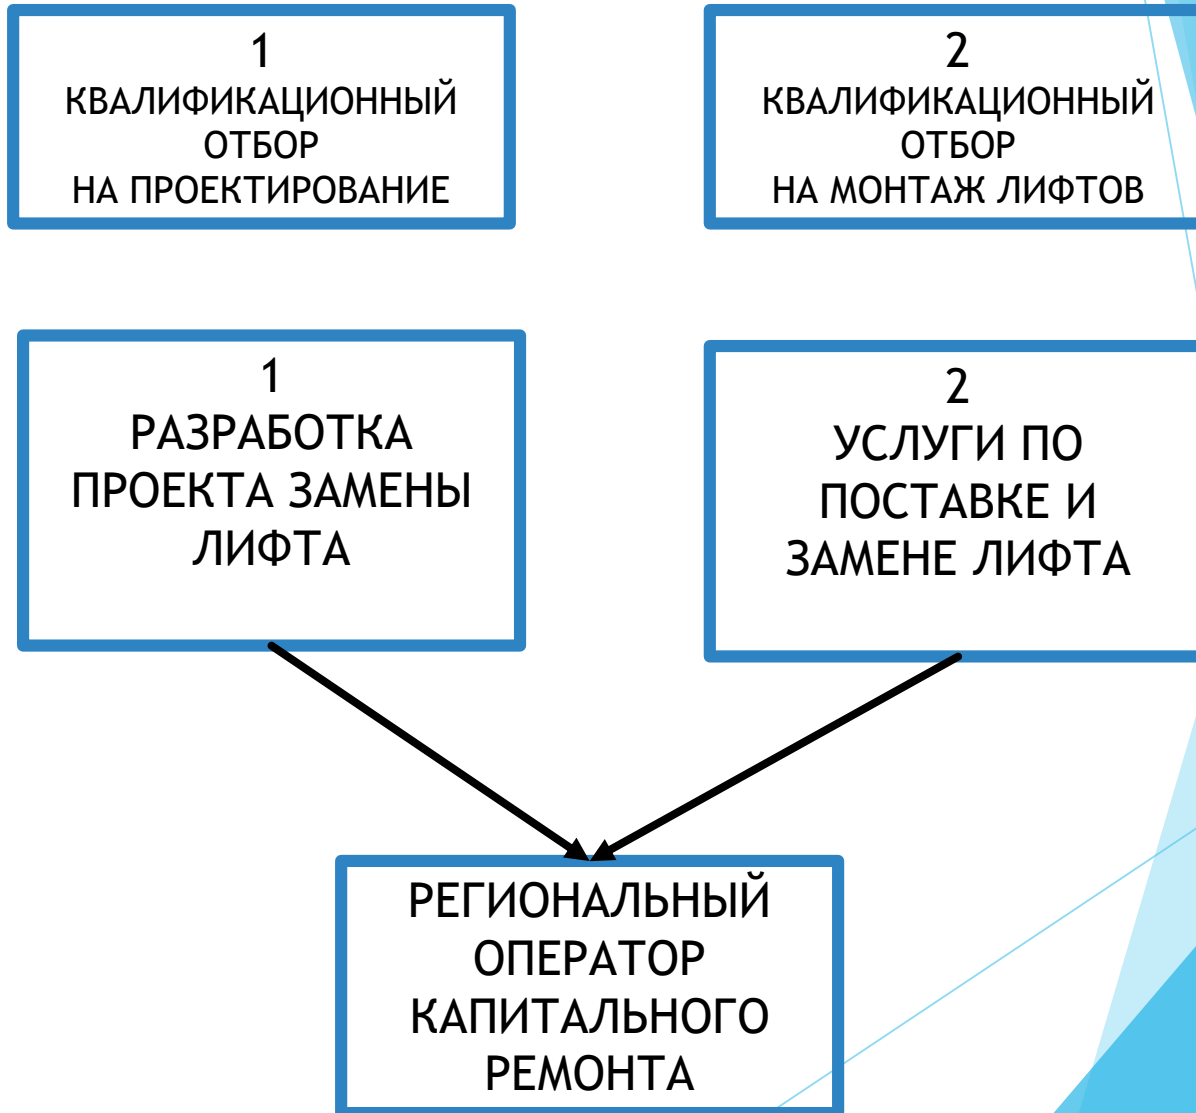 1
КВАЛИФИКАЦИОННЫЙ
ОТБОР
НА ПРОЕКТИРОВАНИЕ
2
КВАЛИФИКАЦИОННЫЙ
ОТБОР
НА МОНТАЖ ЛИФТОВ
1
РАЗРАБОТКА
ПРОЕКТА ЗАМЕНЫ
ЛИФТА
2
УСЛУГИ ПО
ПОСТАВКЕ И
ЗАМЕНЕ ЛИФТА
РЕГИОНАЛЬНЫЙ
ОПЕРАТОР
КАПИТАЛЬНОГО
РЕМОНТА